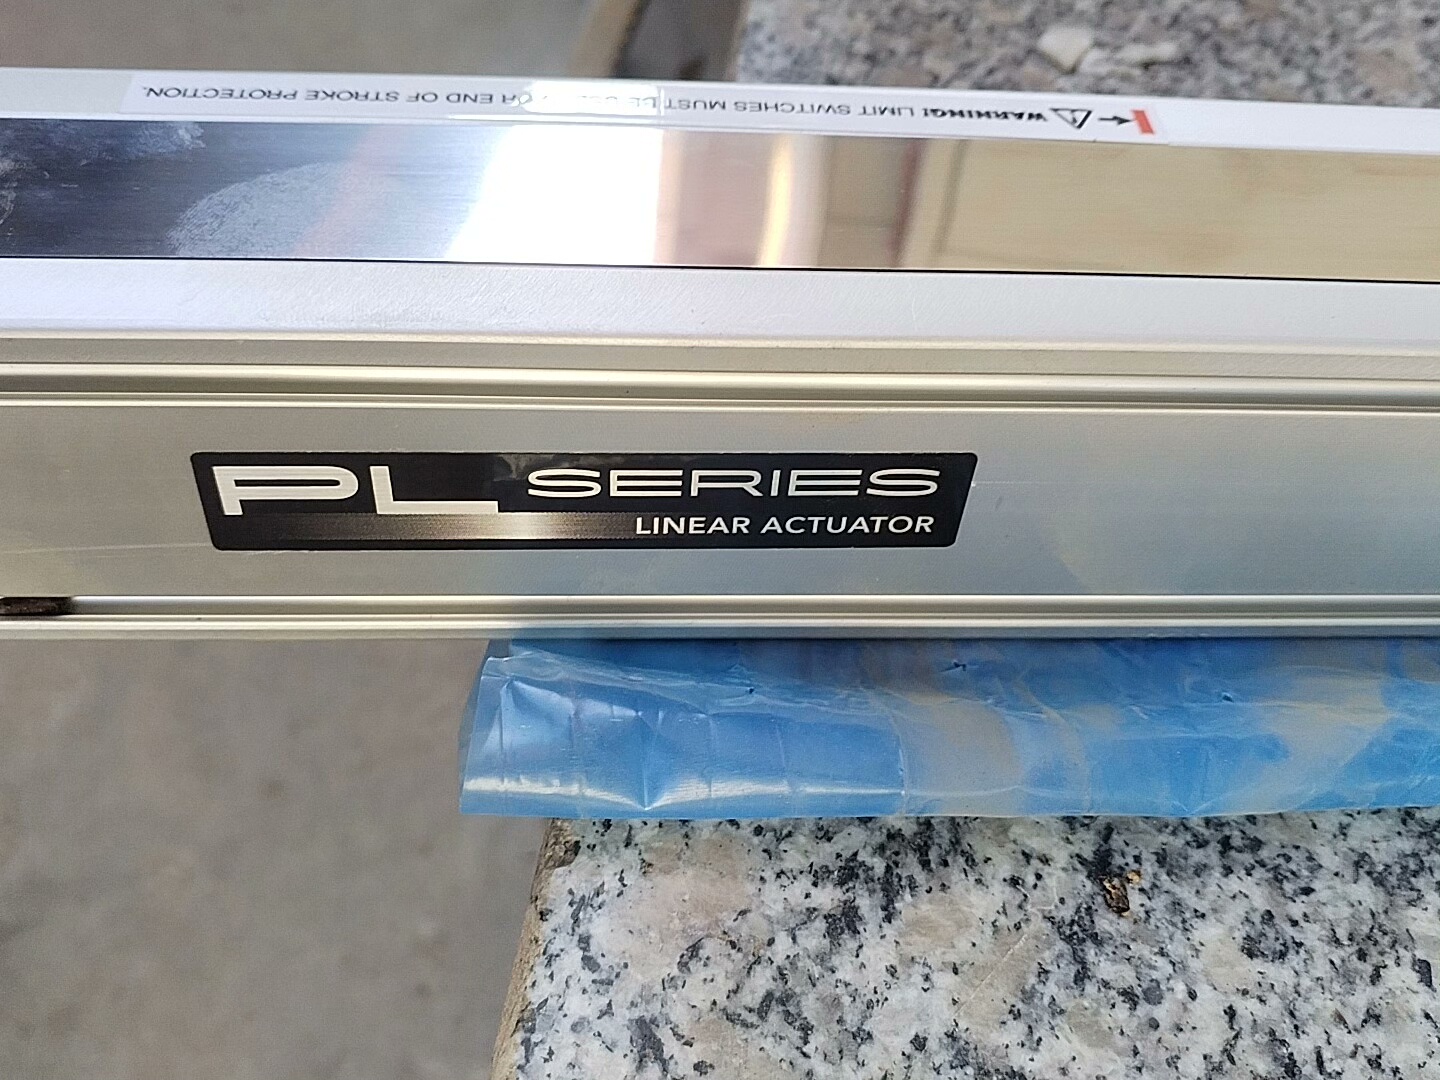 WARNING! LIMIT SWITCHES MUST BE USED FOR END OF STROKE PROTECTION.
PL SERIES
LINEAR ACTUATOR